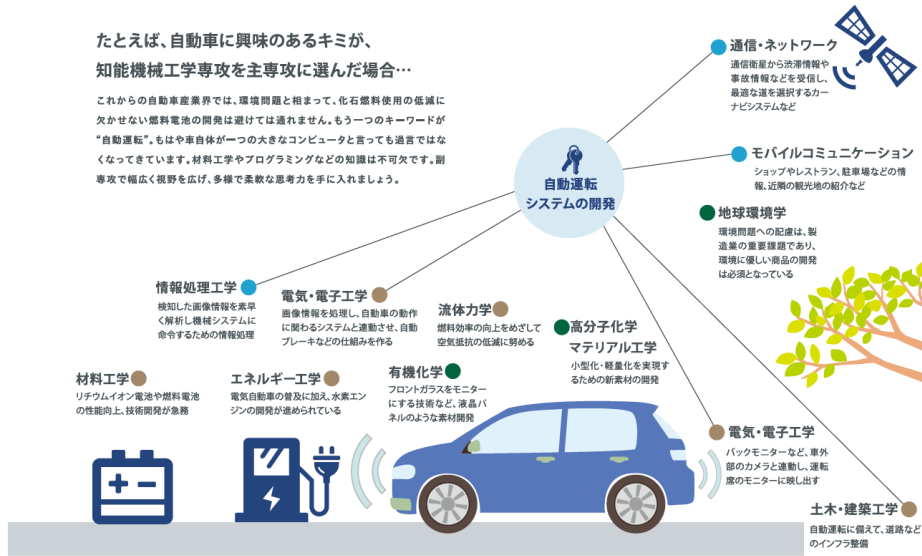 たとえば、自動車に興味のあるキミが、
知能機械工学専攻を主専攻に選んだ場合…
これからの自動車産業界では、環境問題と相まって、化石燃料使用の低減に
欠かせない燃料電池の開発は避けては通れません。もう一つのキーワードが
“自動運転”。もはや車自体が一つの大きなコンピュータと言っても過言ではな
くなってきています。材料工学やプログラミングなどの知識は不可欠です。副
専攻で幅広く視野を広げ、多様で柔軟な思考力を手に入れましょう。
自動運転
システムの開発
通信・ネットワーク
通信衛星から渋滞情報や
事故情報などを受信し、
最適な道を選択するカー
ナビシステムなど
モバイルコミュニケーション
ショップやレストラン、駐車場などの情
報、近隣の観光地の紹介など
地球環境学
環境問題への配慮は、製
造業の重要課題であり、
環境に優しい商品の開発
は必須となっている
情報処理工学
検知した画像情報を素早
く解析し機械システムに
命令するための情報処理
電気・電子工学
画像情報を処理し、自動車の動作
に関わるシステムと連動させ、自動
ブレーキなどの仕組みを作る
流体力学
燃料効率の向上をめざして
空気抵抗の低減に努める
高分子化学
マテリアル工学
小型化・軽量化を実現す
るための新素材の開発
材料工学
リチウムイオン電池や燃料電池
の性能向上、技術開発が急務
エネルギー工学
電気自動車の普及に加え、水素エン
ジンの開発が進められている
有機化学
フロントガラスをモニター
にする技術など、液晶パ
ネルのような素材開発
電気・電子工学
バックモニターなど、車外
部のカメラと連動し、運転
席のモニターに映し出す
土木・建築工学
自動運転に備えて、道路など
のインフラ整備